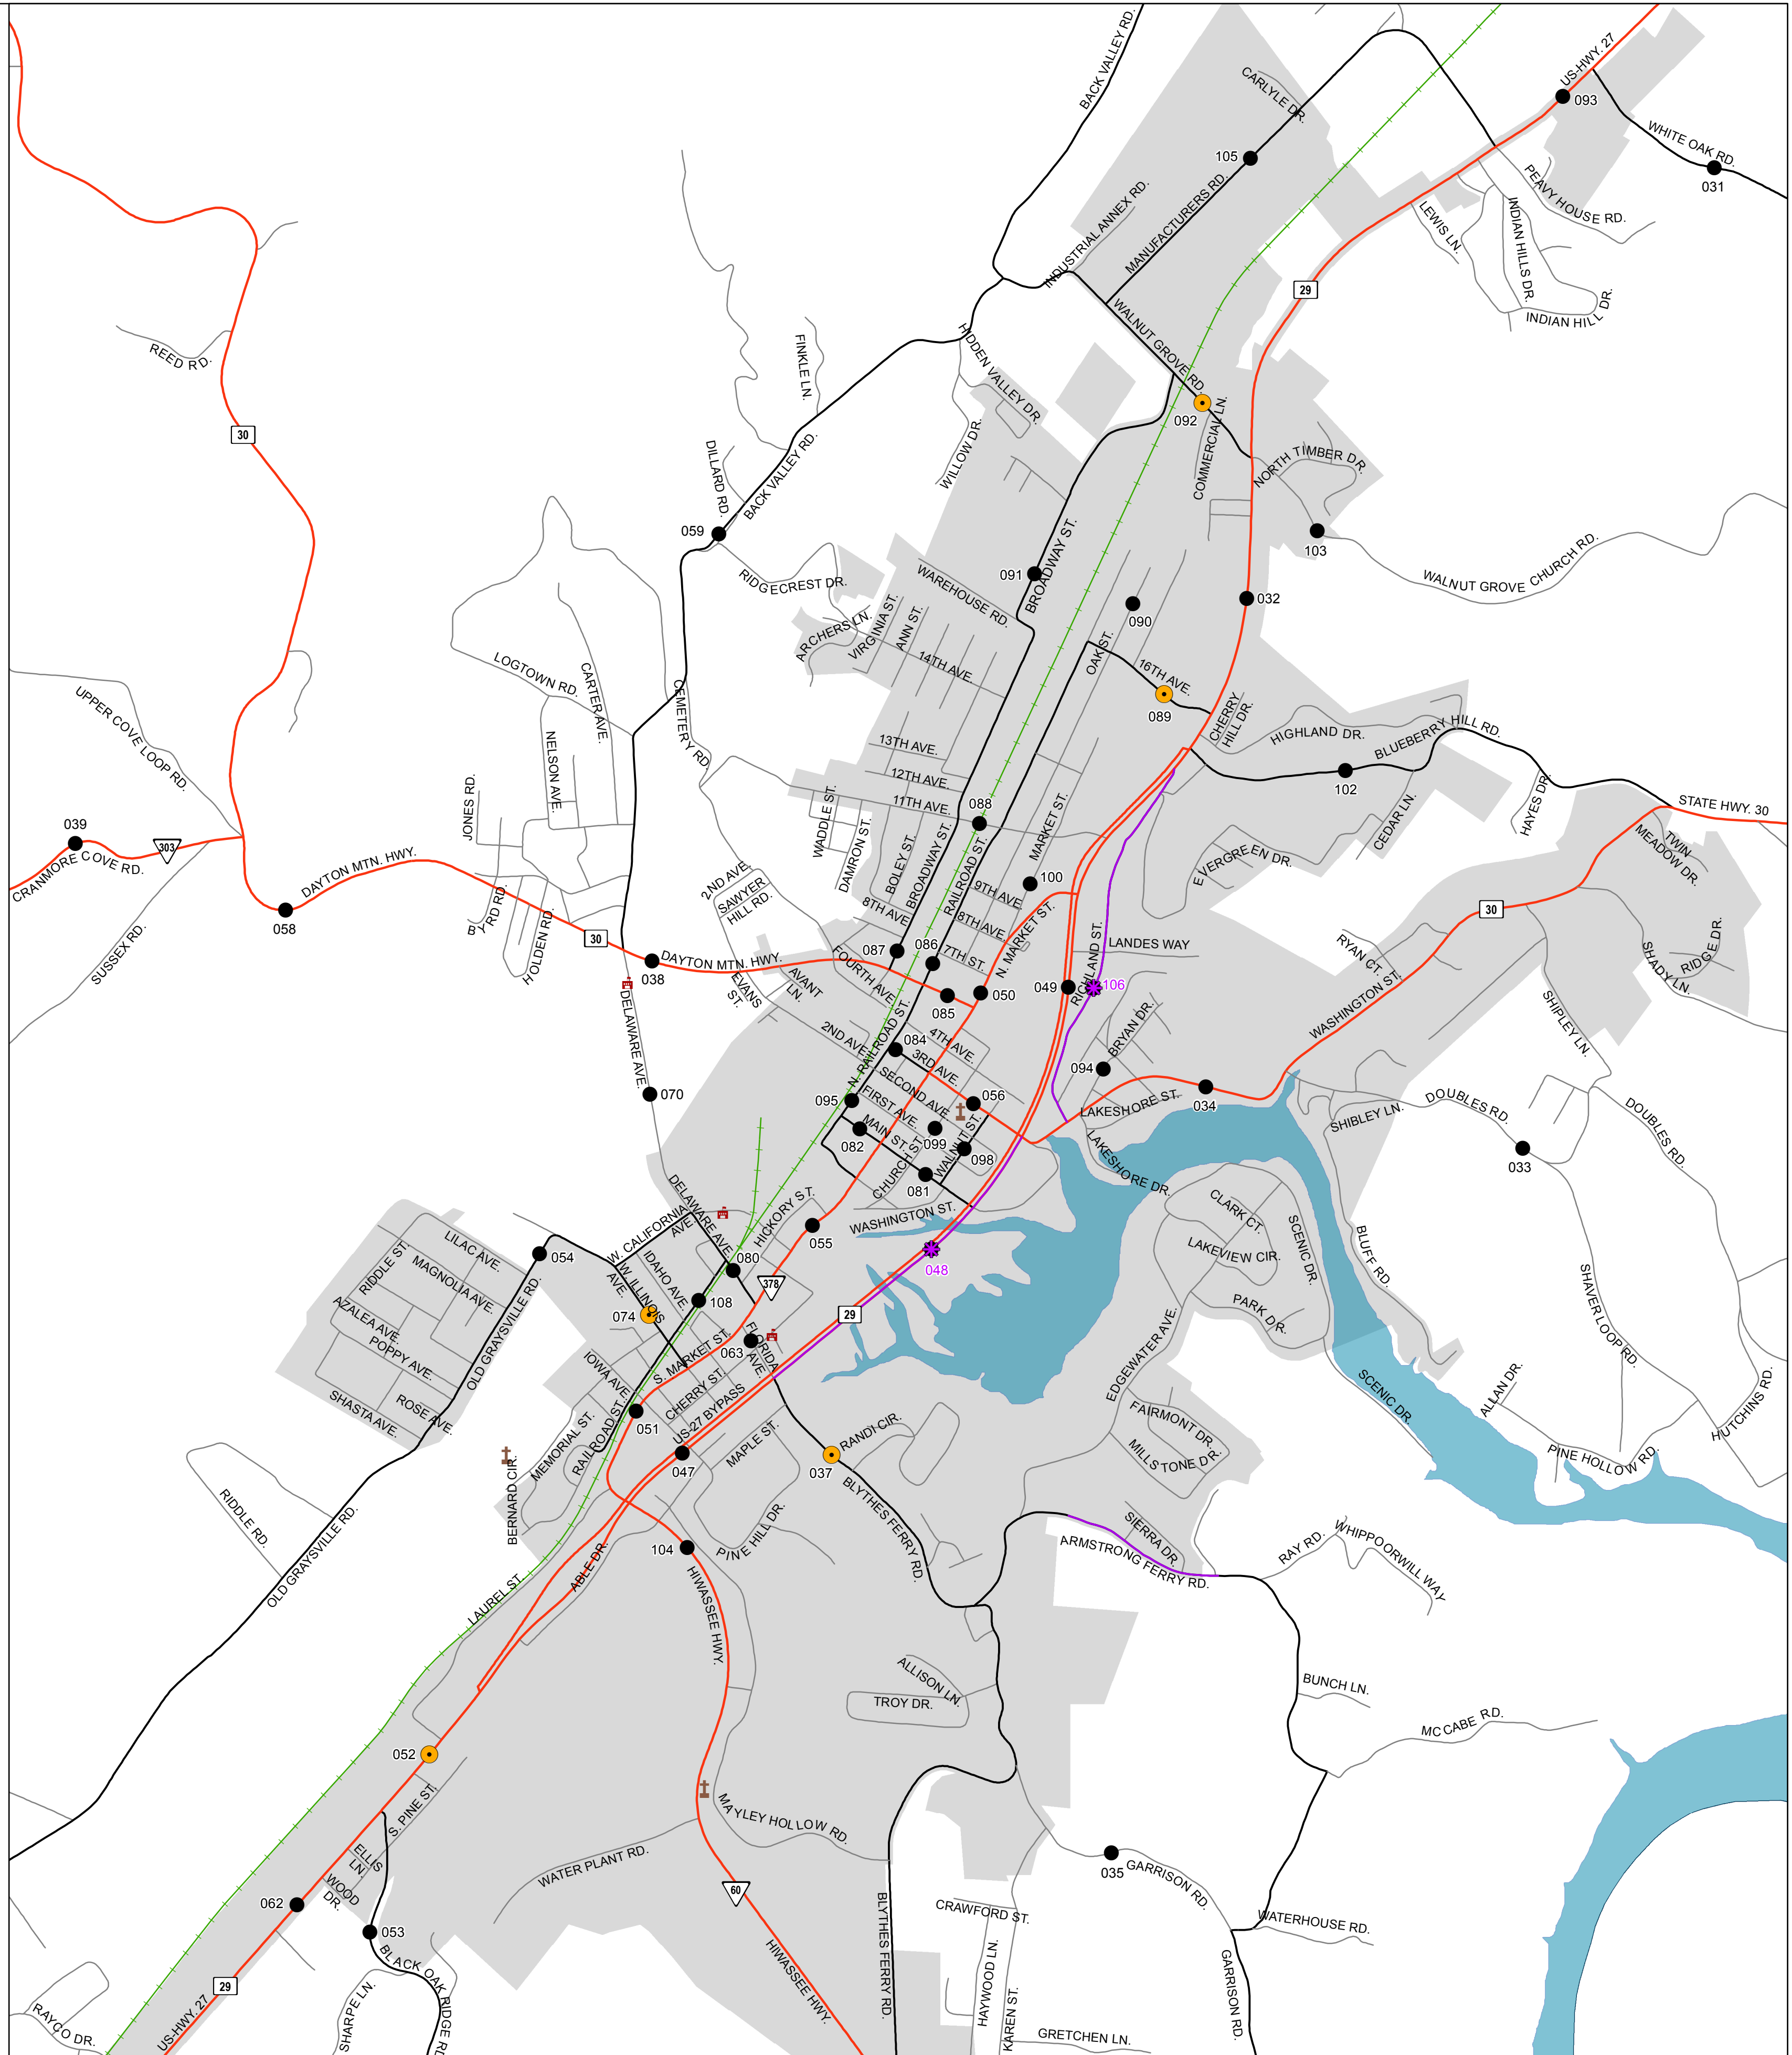 BACK VALLEY RD.
US-HWY. 27
CARLYLE DR.
093
WHITE OAK RD.
031
105
PEAVY HOUSE RD.
INDUSTRIAL ANNEX RD.
MANUFACTURERS RD.
LEWIS LN.
INDIAN HILLS DR.
INDIAN HILL DR.
29
WALNUT GROVE RD.
REED RD.
FINKLE LN.
HIDDEN VALLEY DR.
092
COMMERCIAL LN.
30
DILLARD RD.
BACK VALLEY RD.
WILLOW DR.
NORTH TIMBER DR.
059
103
RIDGECREST DR.
091
BROADWAY ST.
WALNUT GROVE CHURCH RD.
WAREHOUSE RD.
032
090
ARCHERS LN.
VIRGINIA ST.
ANN ST.
14TH AVE.
OAK ST.
16TH AVE.
LOGTOWN RD.
CARTER AVE.
CEMETERY RD.
089
CHERRY
HILL DR.
HIGHLAND DR.
BLUEBERRY HILL RD.
UPPER COVE LOOP RD.
NELSON AVE.
13TH AVE.
12TH AVE.
11TH AVE.
102
HAYES DR.
STATE HWY. 30
JONES RD.
WADDLE ST.
DAMRON ST.
BOLEY ST.
BROADWAY ST.
088
RAILROAD ST.
MARKET ST.
CEDAR LN.
TWIN
MEADOW DR.
039
303
CRANMORE COVE RD.
DAYTON MTN. HWY.
EVERGREEN DR.
100
2ND AVE.
SAWYER
HILL RD.
9TH AVE.
8TH AVE.
8TH AVE.
058
BYRD RD.
HOLDEN RD.
30
30
N. MARKET ST.
RICHLAND ST.
LANDES WAY
RYAN CT.
SUSSEX RD.
038
DAYTON MTN. HWY.
087
086
7TH ST.
FOURTH AVE.
AVANT
LN.
EVANS
ST.
085
050
049
106
WASHINGTON ST.
SHADY LN.
RIDGE DR.
SHIPLEY LN.
DELAWARE AVE.
N. RAILROAD ST.
2ND AVE.
084
4TH AVE.
3RD AVE.
BRYAN DR.
094
070
095
SECOND AVE.
FIRST AVE.
056
LAKESHORE ST.
034
SHIBLEY LN.
DOUBLES RD.
DOUBLES RD.
082
MAIN ST.
099
CHURCH ST.
WALNUT ST.
098
081
LAKESHORE DR.
033
DELAWARE AVE.
HICKORY ST.
WASHINGTON ST.
CLARK CT.
SCENIC DR.
BLUFF RD.
LILAC AVE.
RIDDLE ST.
MAGNOLIA AVE.
AZALEA AVE.
POPPY AVE.
054
W. CALIFORNIA
AVE.
055
048
LAKEVIEW CIR.
IDAHO AVE.
W. ILLINOIS
AVE.
080
378
108
074
29
PARK DR.
SHAVER LOOP RD.
OLD GRAYSVILLE RD.
063
FLORIDA
AVE.
S. MARKET ST.
IOWA AVE.
CHERRY ST.
US-27 BYPASS
EDGEWATER AVE.
SHASTA AVE.
ROSE AVE.
051
SCENIC DR.
ALLAN DR.
HUTCHINS RD.
PINE HOLLOW RD.
MEMORIAL ST.
RAILROAD ST.
047
MAPLE ST.
RANDI CIR.
037
FAIRMONT DR.
MILLSTONE DR.
BERNARD CIR.
RIDDLE RD.
OLD GRAYSVILLE RD.
BLYTHES FERRY RD.
104
PINE HILL DR.
SIERRA DR.
ARMSTRONG FERRY RD.
RAY RD.
WHIPPOORWILL WAY
LAUREL ST.
ABLE DR.
HIWASSEE HWY.
ALLISON LN.
TROY DR.
BUNCH LN.
MCCABE RD.
052
S. PINE ST.
MAYLEY HOLLOW RD.
WATER PLANT RD.
ELLIS
LN.
WOOD
DR.
035
GARRISON RD.
062
053
60
BLYTHES FERRY RD.
CRAWFORD ST.
WATERHOUSE RD.
HIWASSEE HWY.
HAYWOOD LN.
KAREN ST.
GARRISON RD.
29
US-HWY. 27
BLACK OAK RIDGE RD
SHARPE LN.
RAYCO DR.
GRETCHEN LN.